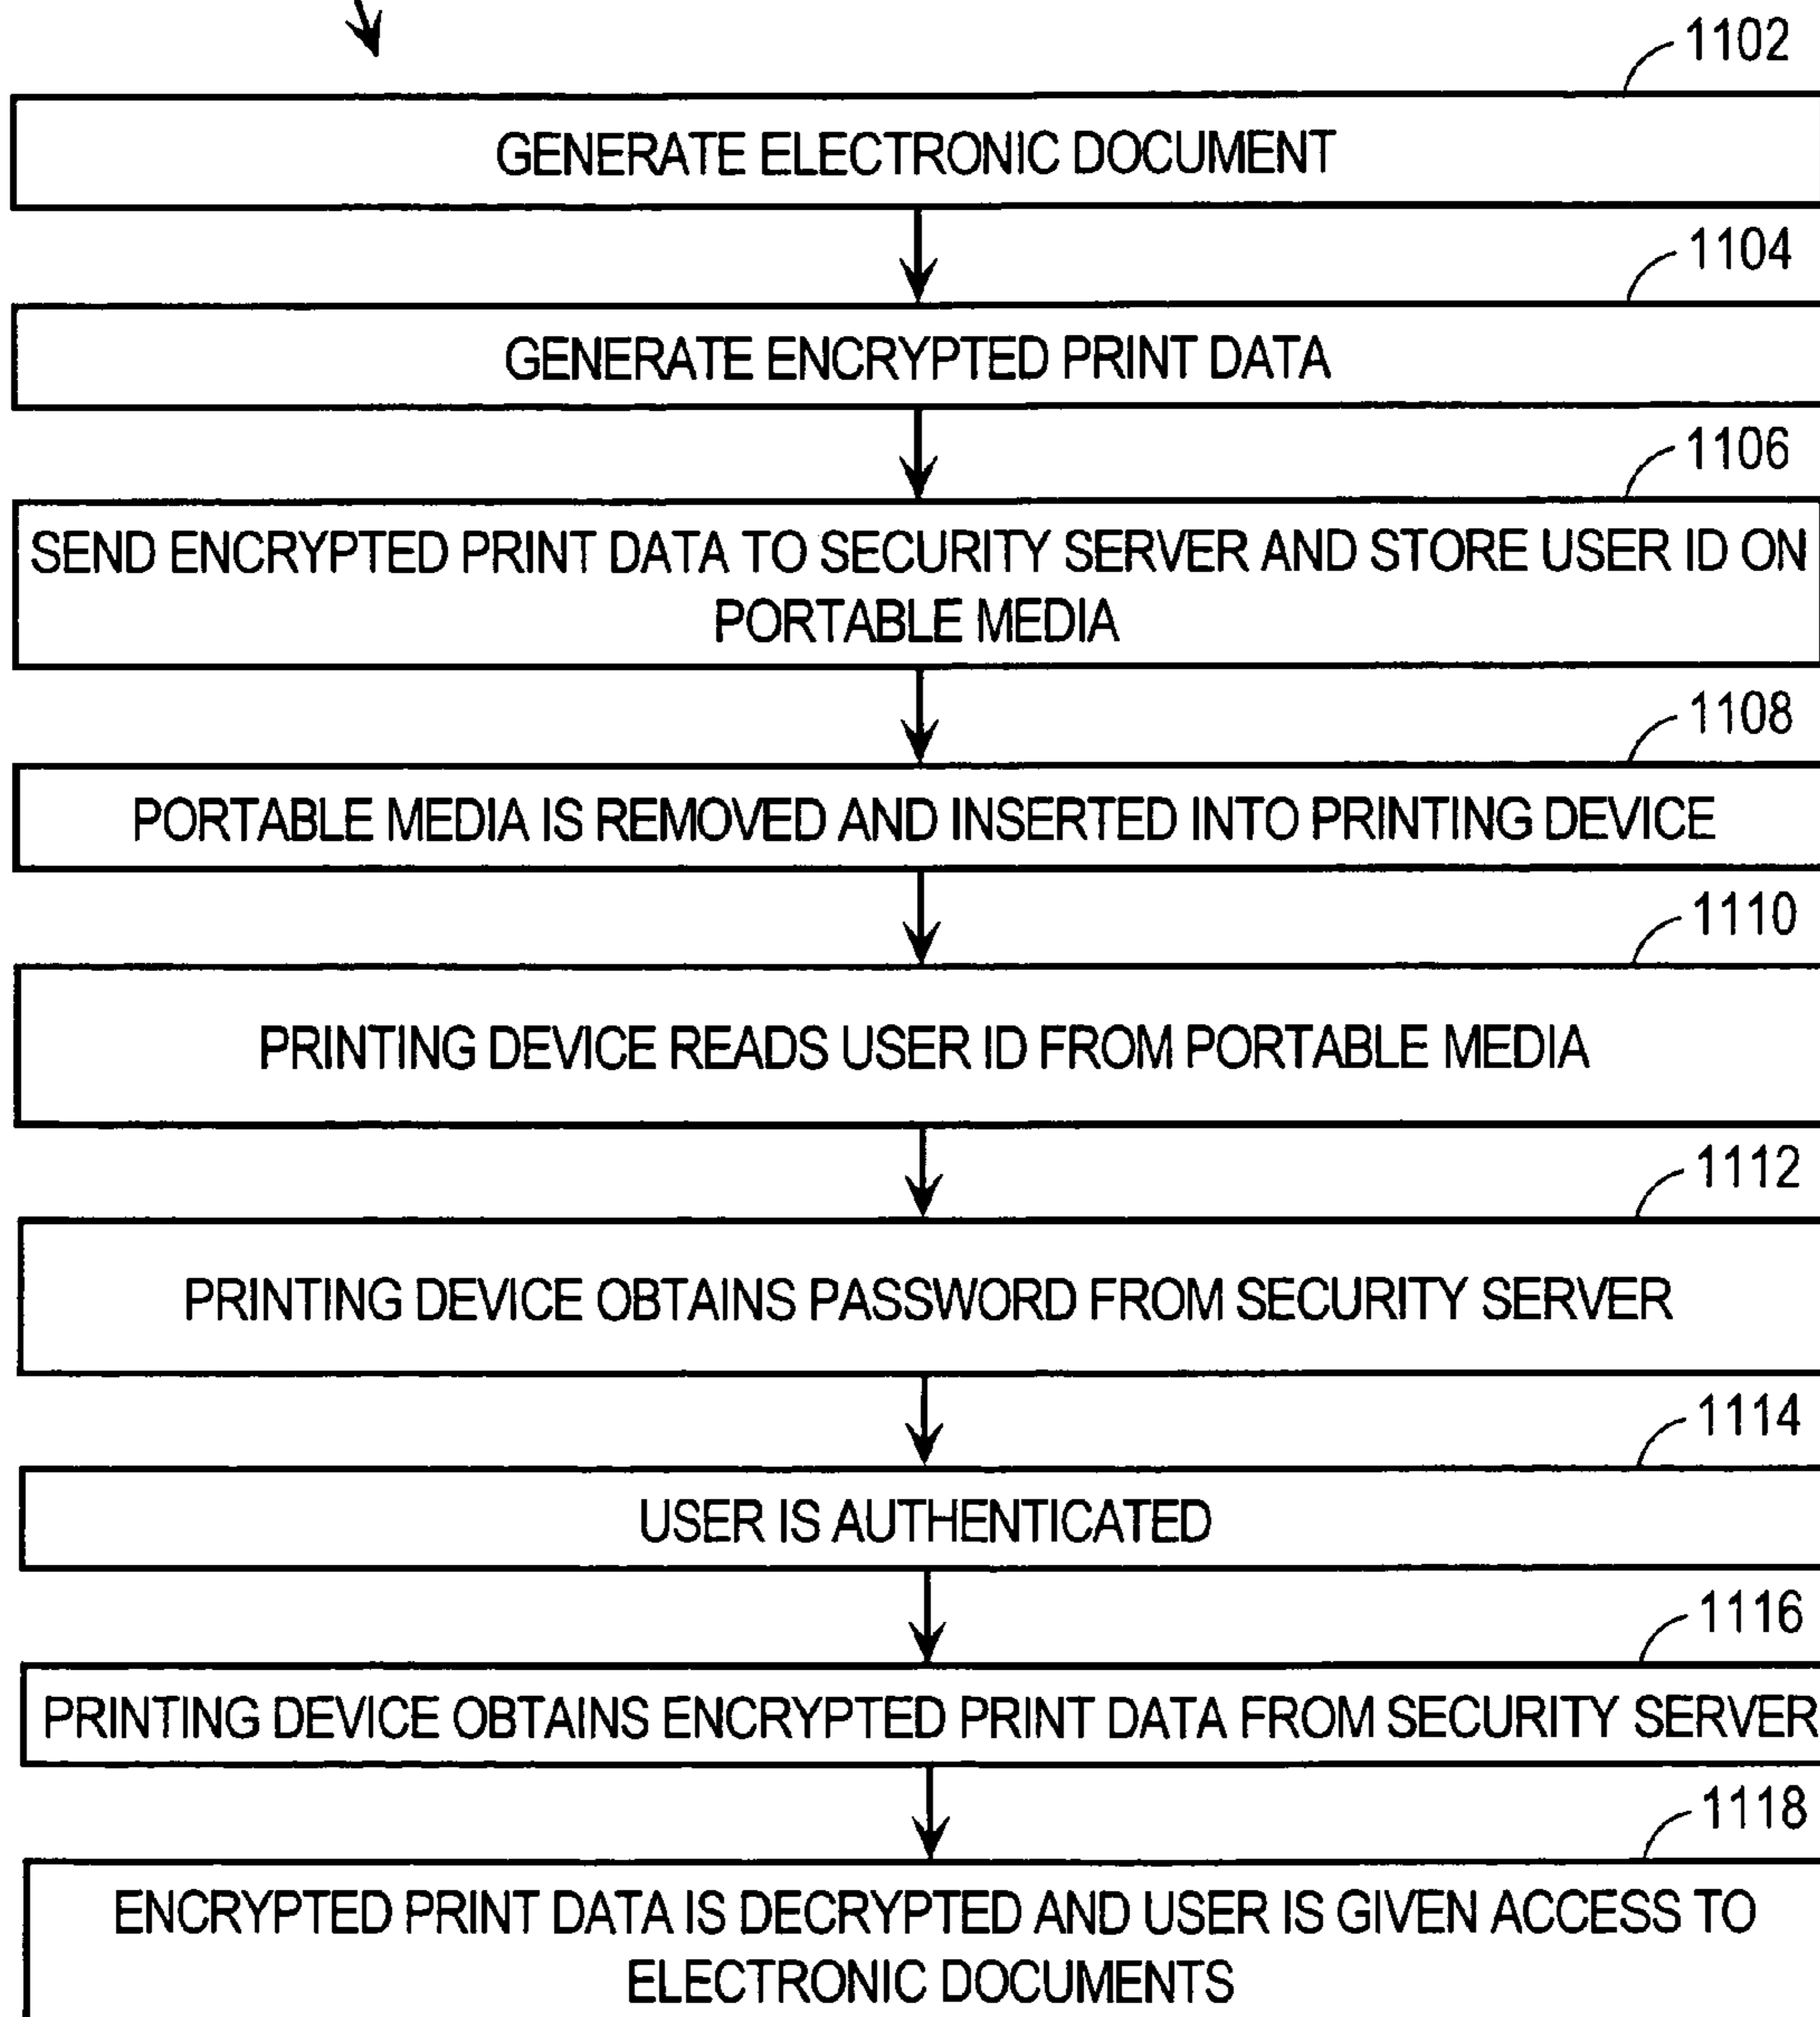 1102
GENERATE ELECTRONIC DOCUMENT
1104
GENERATE ENCRYPTED PRINT DATA
1106
SEND ENCRYPTED PRINT DATA TO SECURITY SERVER AND STORE USER ID ON
PORTABLE MEDIA
1108
PORTABLE MEDIA IS REMOVED AND INSERTED INTO PRINTING DEVICE
1110
PRINTING DEVICE READS USER ID FROM PORTABLE MEDIA
1112
PRINTING DEVICE OBTAINS PASSWORD FROM SECURITY SERVER
1114
USER IS AUTHENTICATED
1116
PRINTING DEVICE OBTAINS ENCRYPTED PRINT DATA FROM SECURITY SERVER
1118
ENCRYPTED PRINT DATA IS DECRYPTED AND USER IS GIVEN ACCESS TO
ELECTRONIC DOCUMENTS